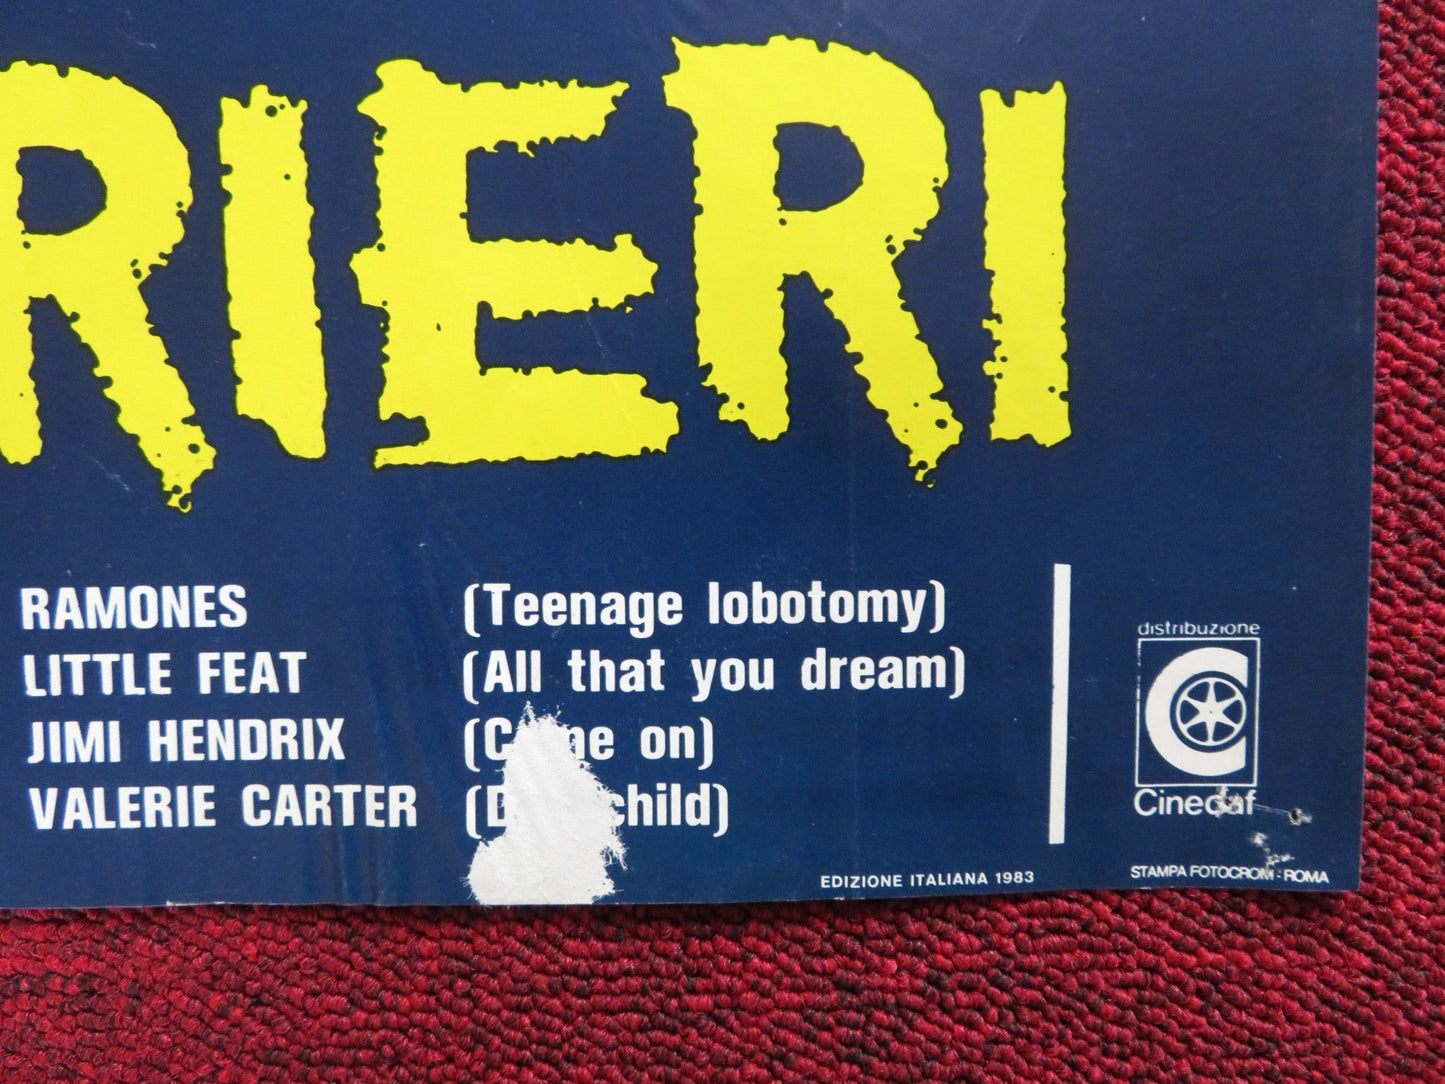 RIERI
RAMONES (Teenage lobotomy)
LITTLE FEAT (All that you dream)
JIMI HENDRIX on)
VALERIE CARTER child)
distribuzione
Cinedaf
EDIZIONE ITALIANA 1983
STAMPA FOTOCROM - ROMA